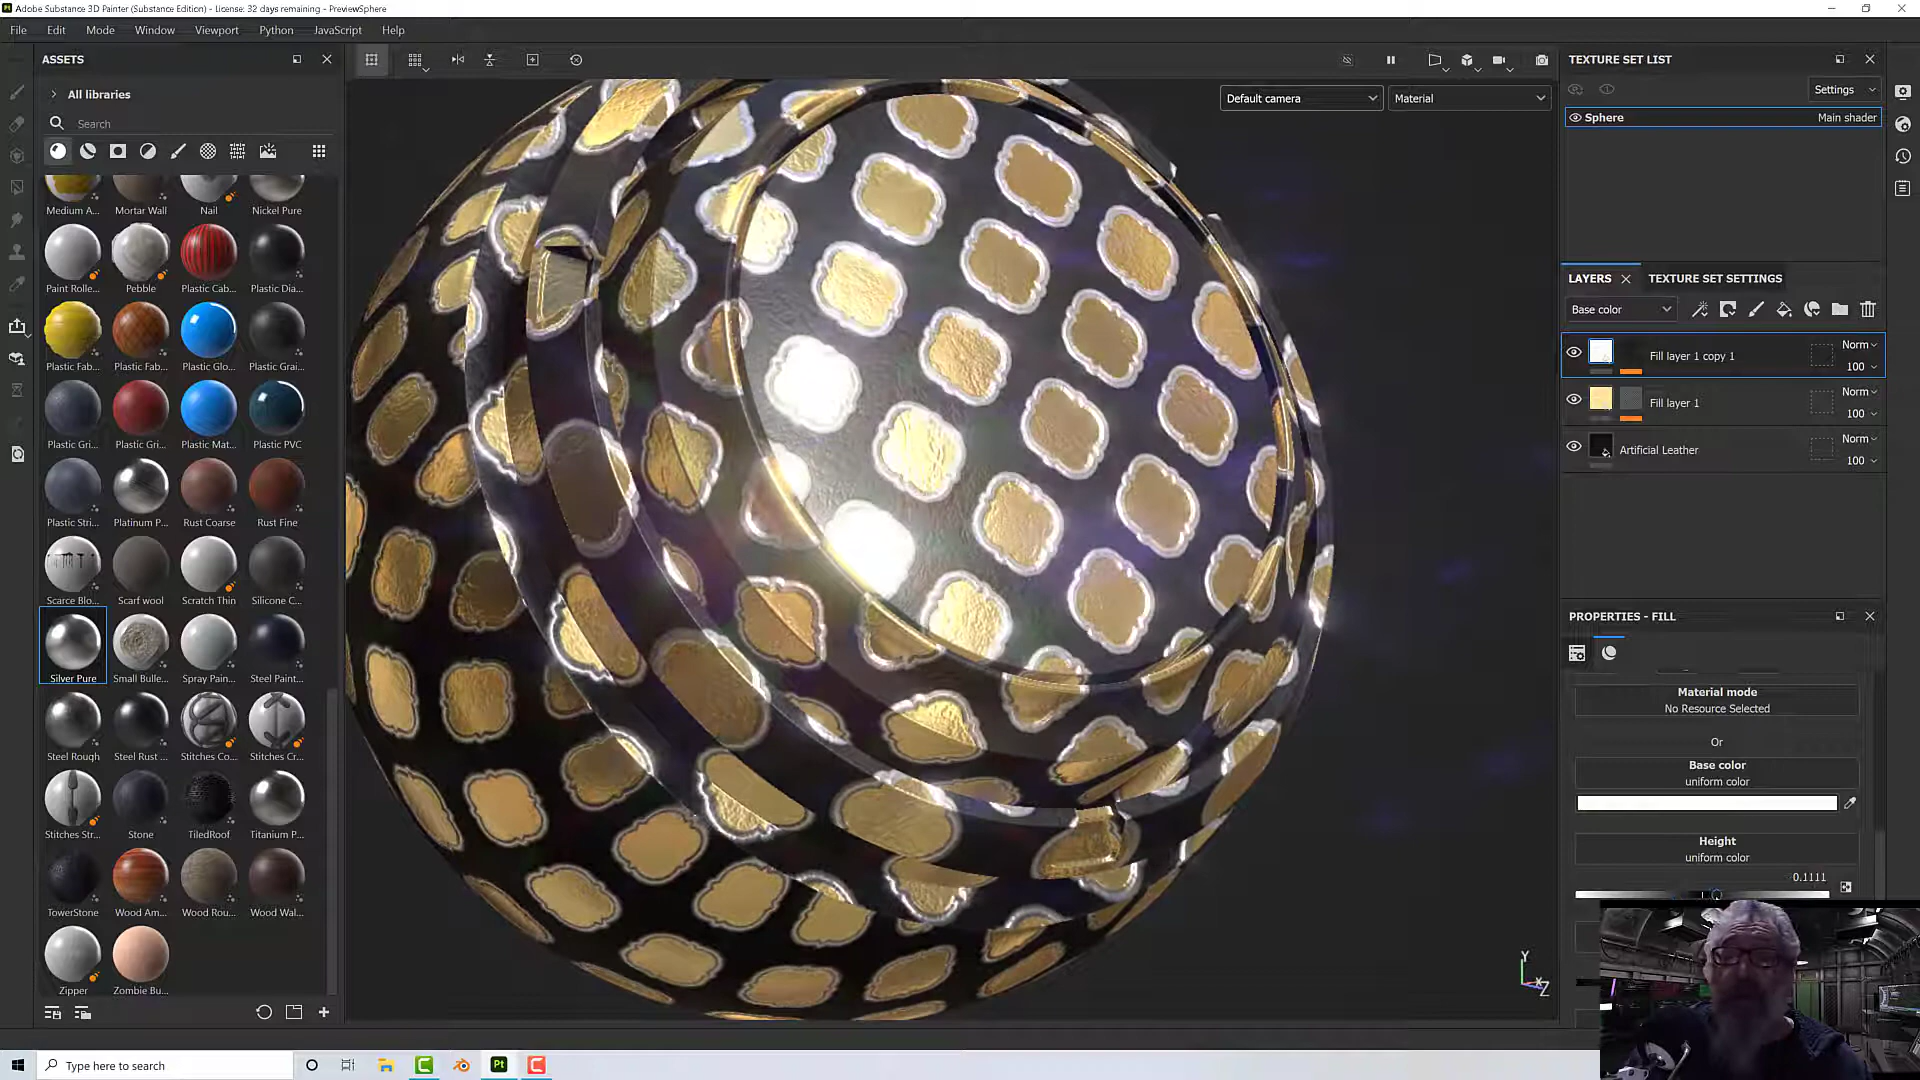 Adobe Substance 3D Painter (Substance Edition) - License: 32 days remaining - PreviewSphere
File Edit Mode Window Viewport Python JavaScript Help
ASSETS
All libraries
Search
Medium A... Mortar Wall Nail Nickel Pure
Paint Rolle... Pebble Plastic Cab... Plastic Dia...
Plastic Fab... Plastic Fab... Plastic Glo... Plastic Grai...
Plastic Gri... Plastic Gri... Plastic Mat... Plastic PVC
Plastic Stri... Platinum P... Rust Coarse Rust Fine
Scarce Blo... Scarf wool Scratch Thin Silicone C...
Silver Pure Small Bulle... Spray Pain... Steel Paint...
Steel Rough Steel Rust ... Stitches Co... Stitches Cr...
Stitches Str... Stone TiledRoof Titanium P...
TowerStone Wood Am... Wood Rou... Wood Wal...
Zipper Zombie Bu...
Default camera Material
Y
X
Z
TEXTURE SET LIST
Settings
Sphere Main shader
LAYERS TEXTURE SET SETTINGS
Base color
Fill layer 1 copy 1 Norm
100
Fill layer 1 Norm
100
Artificial Leather Norm
100
PROPERTIES - FILL
Material mode
No Resource Selected
Or
Base color
uniform color
Height
uniform color
0.1111
Type here to search
Pt